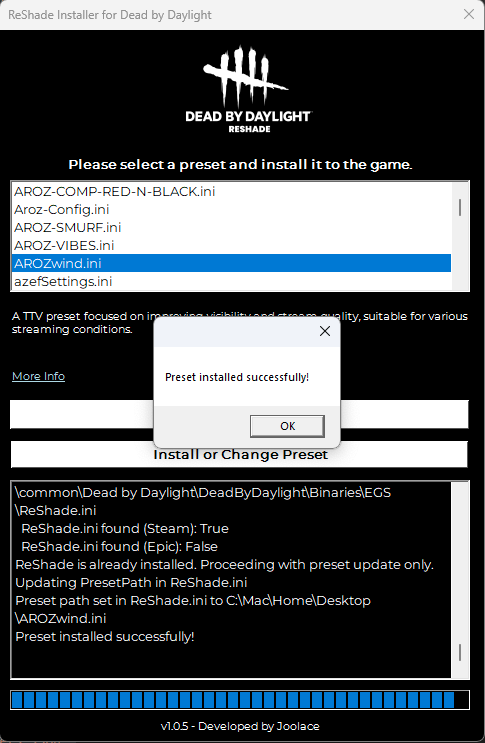 ReShade Installer for Dead by Daylight
DEAD BY DAYLIGHT
RESHADE
Please select a preset and install it to the game.
AROZ-COMP-RED-N-BLACK.ini
Aroz-Config.ini
AROZ-SMURF.ini
AROZ-VIBES.ini
AROZwind.ini
azefSettings.ini
A TTV preset focused on improving visibility and stream quality, suitable for various
streaming conditions.
More Info
Preset installed successfully!
OK
Install or Change Preset
\common\Dead by Daylight\DeadByDaylight\Binaries\EGS
\ReShade.ini
ReShade.ini found (Steam): True
ReShade.ini found (Epic): False
ReShade is already installed. Proceeding with preset update only.
Updating PresetPath in ReShade.ini
Preset path set in ReShade.ini to C:\Mac\Home\Desktop
\AROZwind.ini
Preset installed successfully!
v1.0.5 - Developed by Joolace